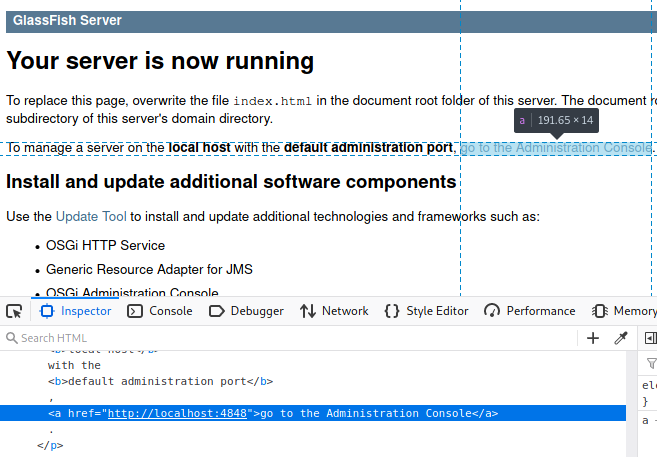 GlassFish Server
Your server is now running
To replace this page, overwrite the file index.html in the document root folder of this server. The document ro
subdirectory of this server's domain directory.
a 191.65 × 14
To manage a server on the local host with the default administration port, go to the Administration Console.
Install and update additional software components
Use the Update Tool to install and update additional technologies and frameworks such as:
• OSGi HTTP Service
• Generic Resource Adapter for JMS
• OSGi Administration Console
Inspector Console Debugger Network Style Editor Performance Memory
Search HTML
<b>local host</b>
with the
<b>default administration port</b>
,
<a href="http://localhost:4848">go to the Administration Console</a>
.
</p>
ele
}
a